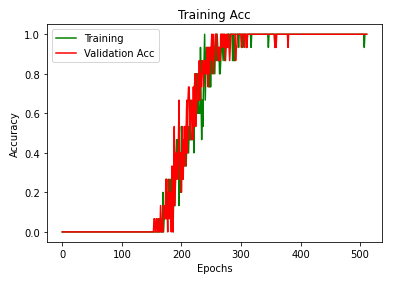 Training Acc
Training
Validation Acc
Accuracy
1.0
0.8
0.6
0.4
0.2
0.0
0 100 200 300 400 500
Epochs